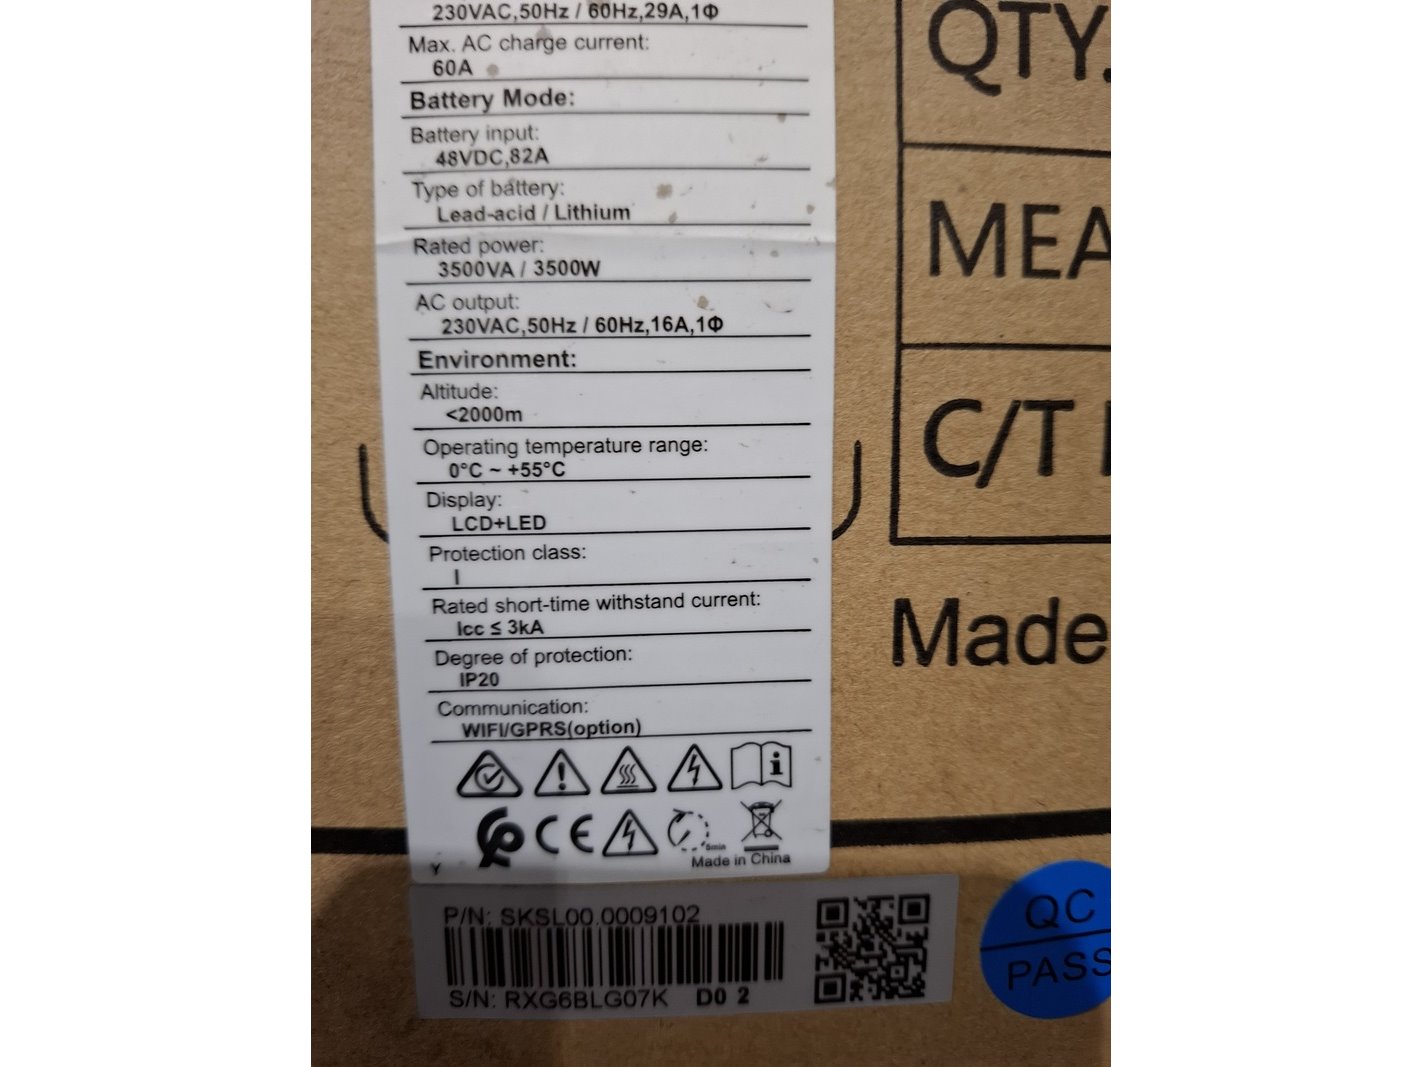 230VAC,50Hz / 60Hz,29A,1Φ
Max. AC charge current:
60A
Battery Mode:
Battery input:
48VDC,82A
Type of battery:
Lead-acid / Lithium
Rated power:
3500VA / 3500W
AC output:
230VAC,50Hz / 60Hz,16A,1Φ
Environment:
Altitude:
<2000m
Operating temperature range:
0°C ~ +55°C
Display:
LCD+LED
Protection class:
I
Rated short-time withstand current:
Icc ≤ 3kA
Degree of protection:
IP20
Communication:
WIFI/GPRS(option)
CE
5min
Made in China
Y
P/N: SKSL00.0009102
S/N: RXG6BLG07K D0 2
QTY.
MEA
C/T
Made
QC
PASS